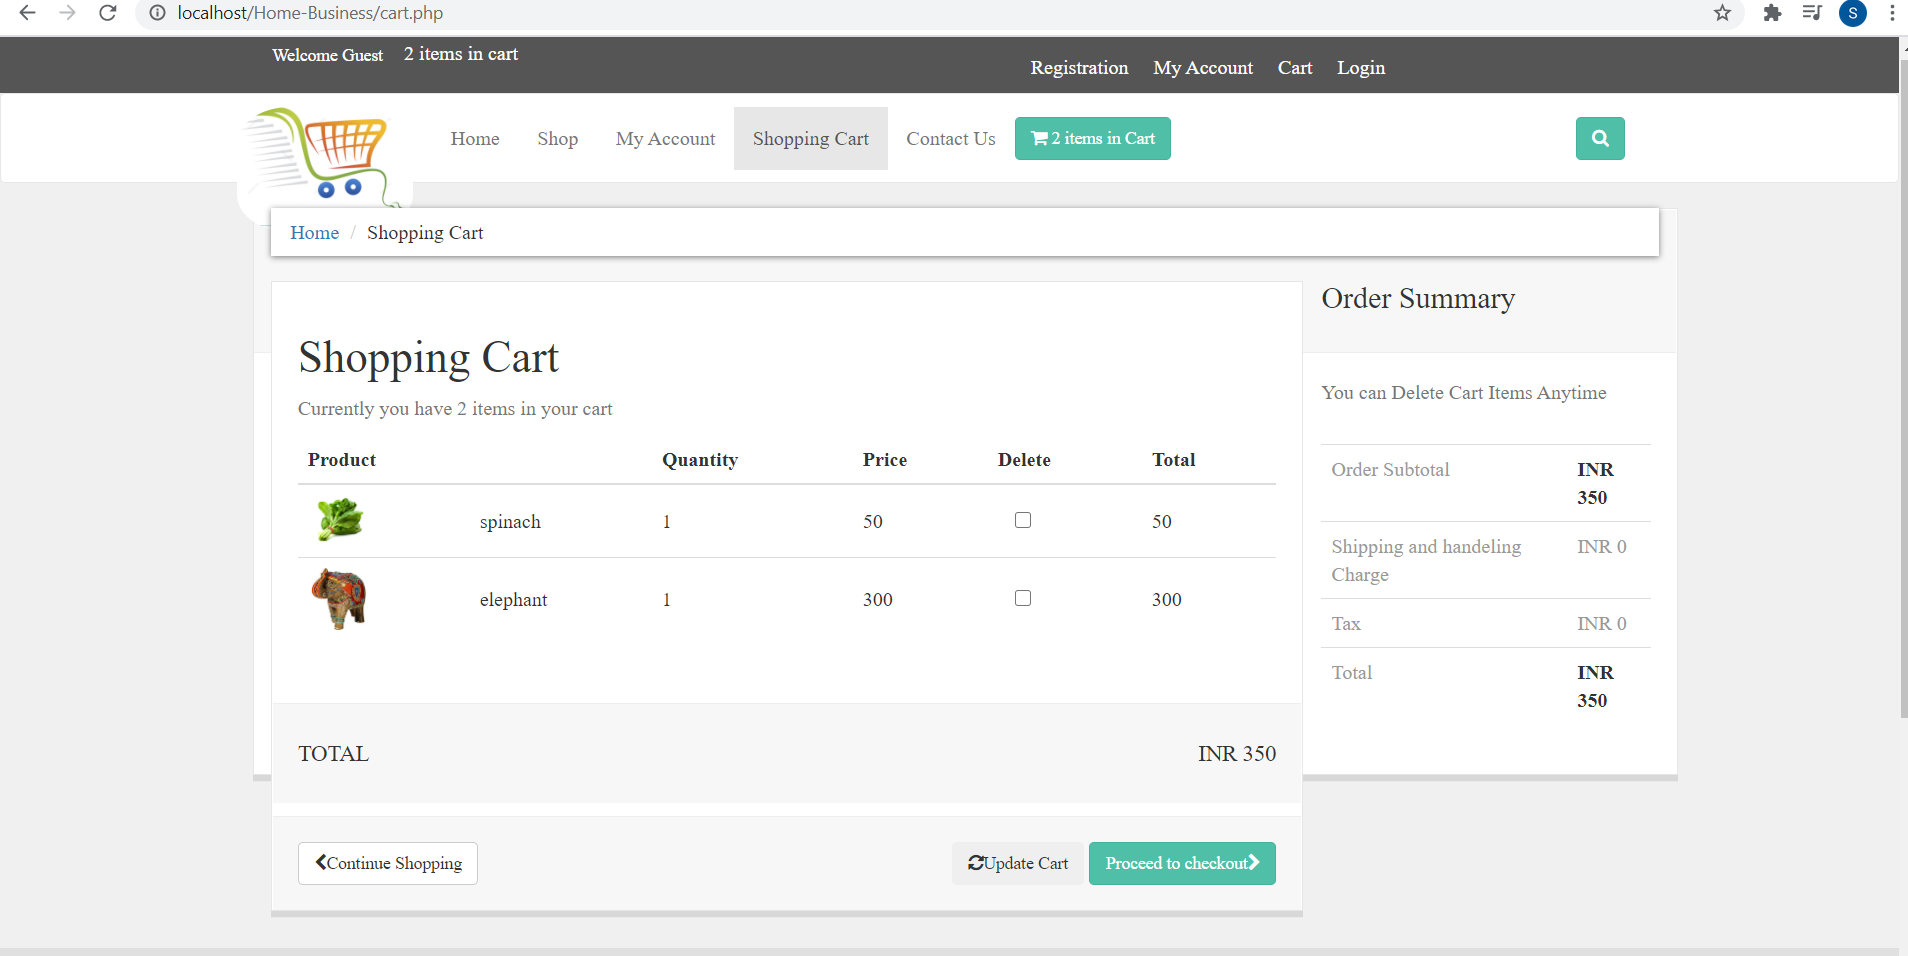 localhost/Home-Business/cart.php
S
Welcome Guest 2 items in cart
Registration My Account Cart Login
Home Shop My Account Shopping Cart Contact Us 2 items in Cart
Home / Shopping Cart
Order Summary
Shopping Cart
Currently you have 2 items in your cart
You can Delete Cart Items Anytime
Product Quantity Price Delete Total
spinach 1 50 50
elephant 1 300 300
Order Subtotal INR
350
Shipping and handeling INR 0
Charge
Tax INR 0
Total INR
350
TOTAL INR 350
Continue Shopping Update Cart Proceed to checkout